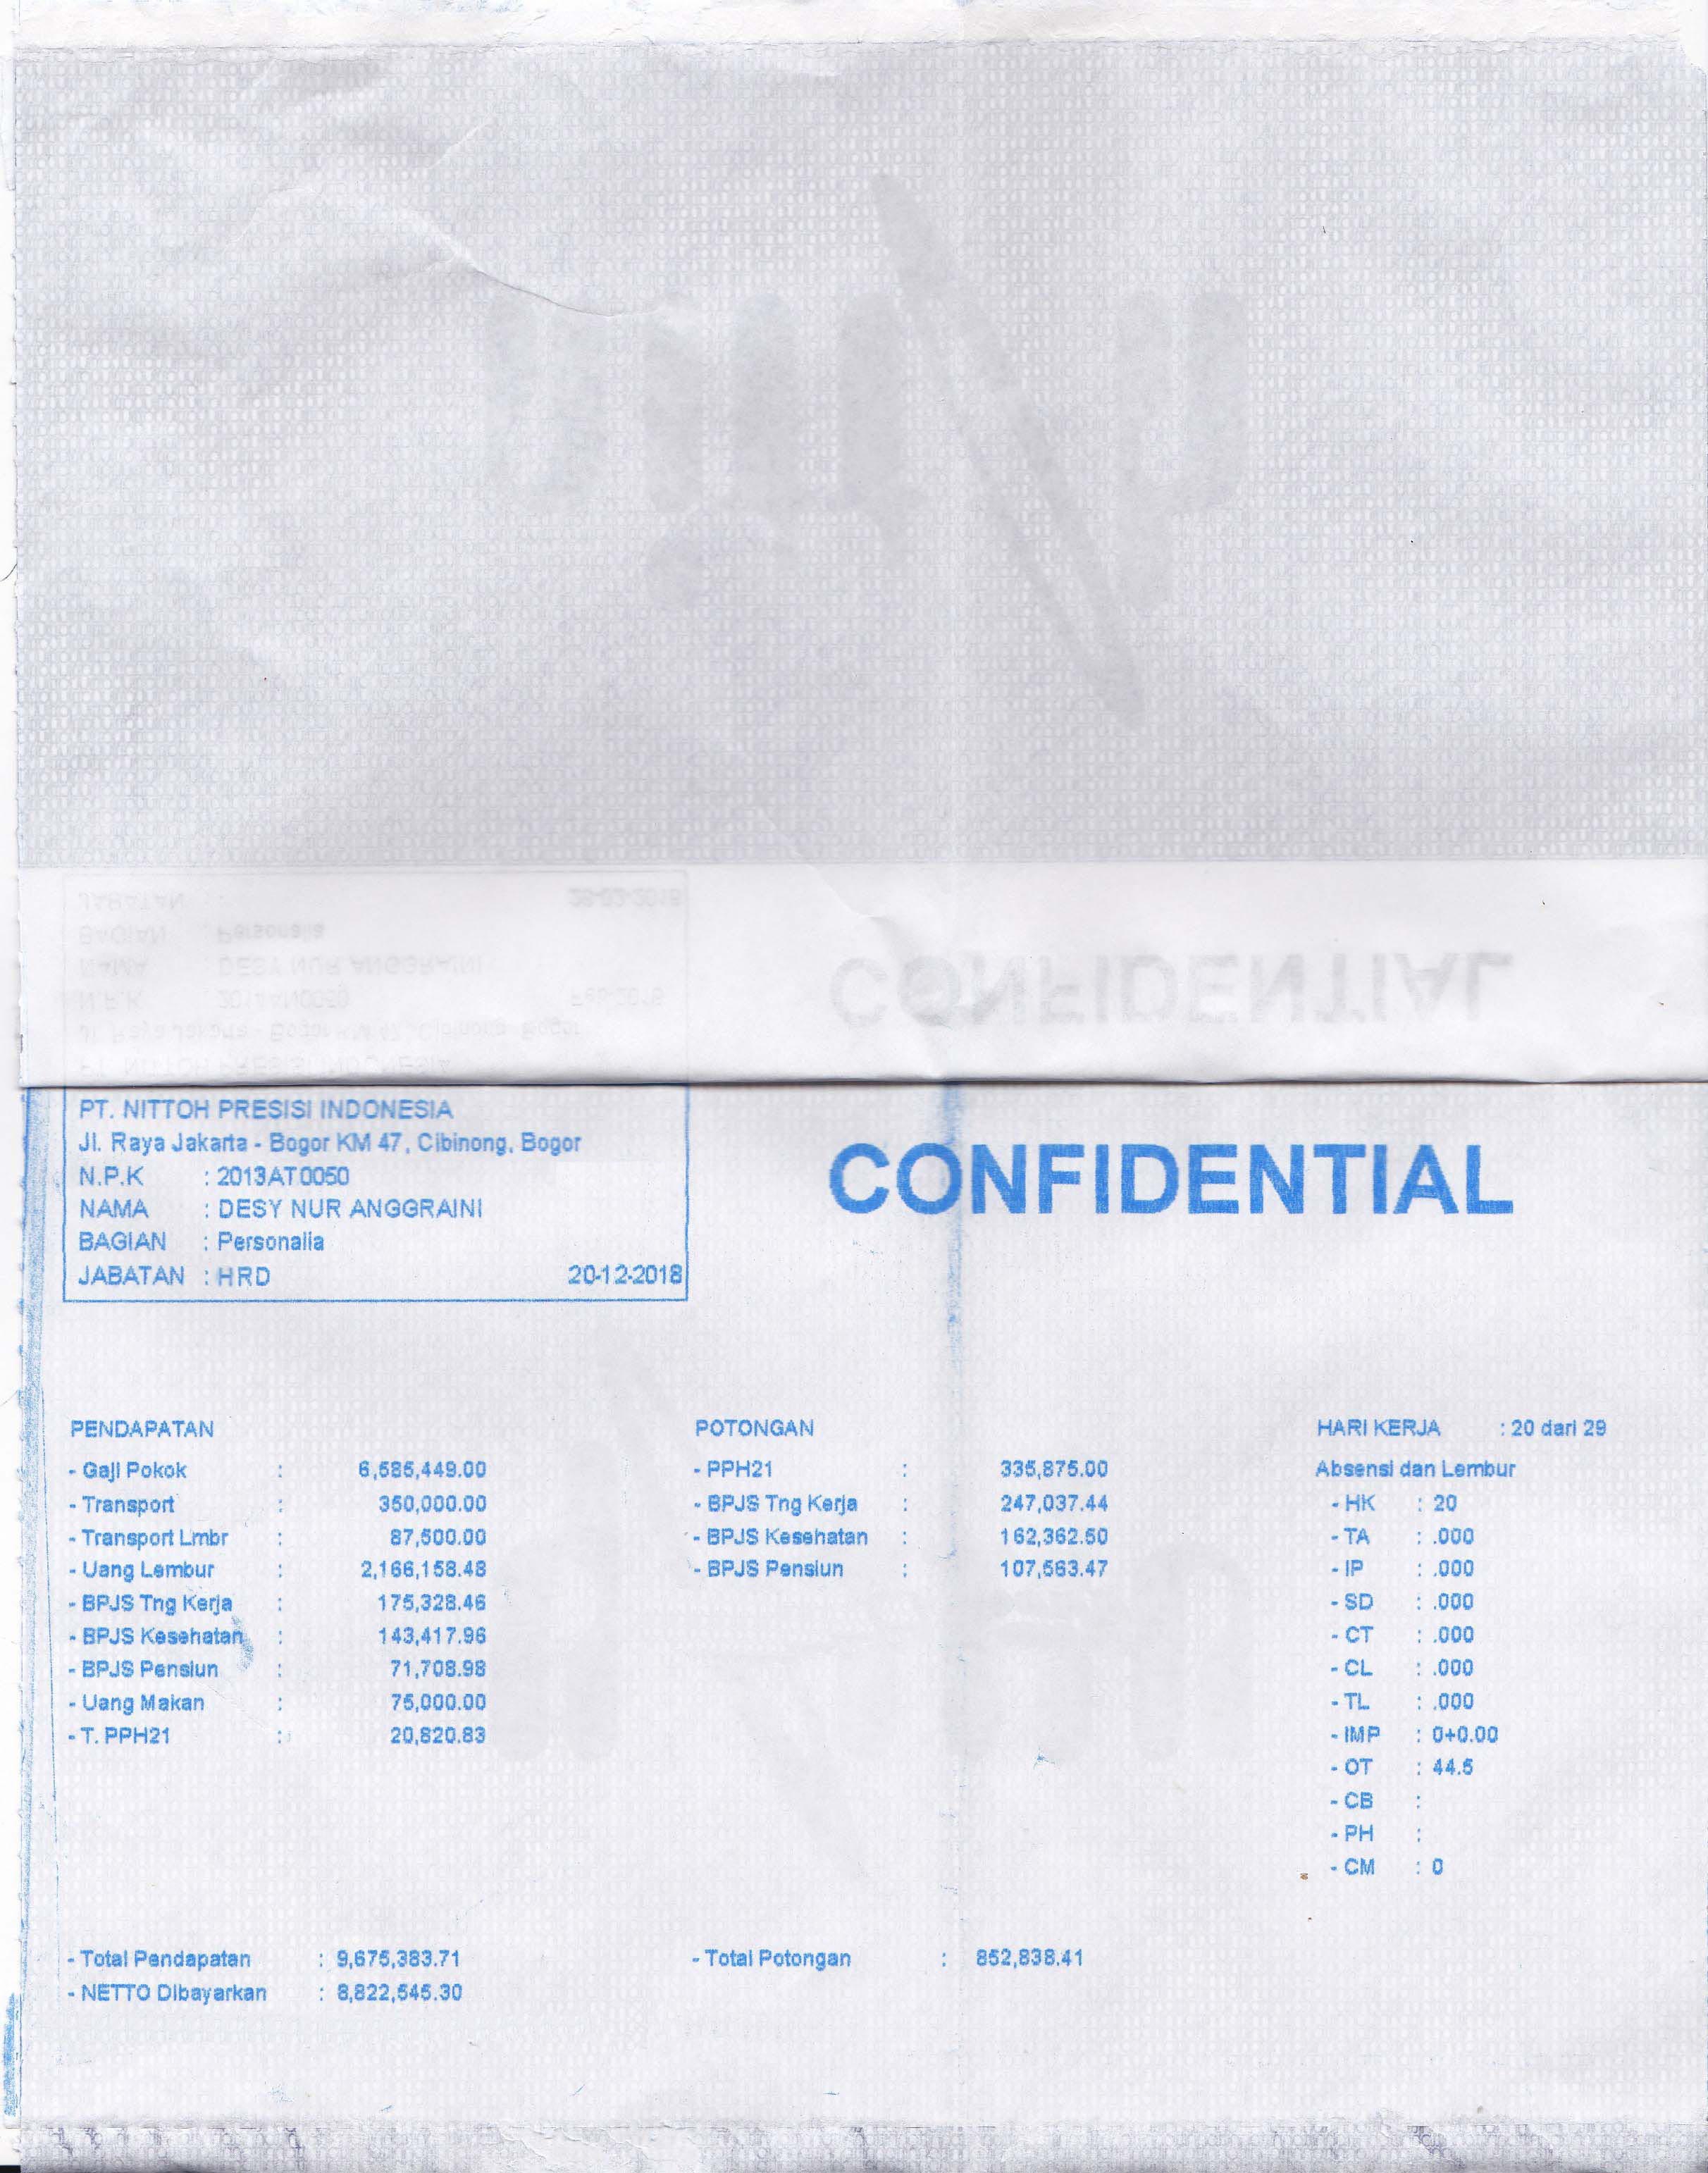 CONFIDENTIAL
PT. NITTOH PRESISI INDONESIA
Jl. Raya Jakarta - Bogor KM 47, Cibinong, Bogor
N.P.K : 2013AT0050
NAMA : DESY NUR ANGGRAINI
BAGIAN : Personalia
JABATAN : HRD 20-12-2018
CONFIDENTIAL
PENDAPATAN
- Gaji Pokok : 6,585,449.00
- Transport : 350,000.00
- Transport Lmbr : 87,500.00
- Uang Lembur : 2,166,158.48
- BPJS Tng Kerja : 175,328.46
- BPJS Kesehatan : 143,417.96
- BPJS Pensiun : 71,708.98
- Uang Makan : 75,000.00
- T. PPH21 : 20,820.83
POTONGAN
- PPH21 : 335,875.00
- BPJS Tng Kerja : 247,037.44
- BPJS Kesehatan : 162,362.50
- BPJS Pensiun : 107,563.47
HARI KERJA : 20 dari 29
Absensi dan Lembur
- HK : 20
- TA : .000
- IP : .000
- SD : .000
- CT : .000
- CL : .000
- TL : .000
- IMP : 0+0.00
- OT : 44.5
- CB :
- PH :
- CM : 0
- Total Pendapatan : 9,675,383.71
- NETTO Dibayarkan : 8,822,545.30
- Total Potongan : 852,838.41